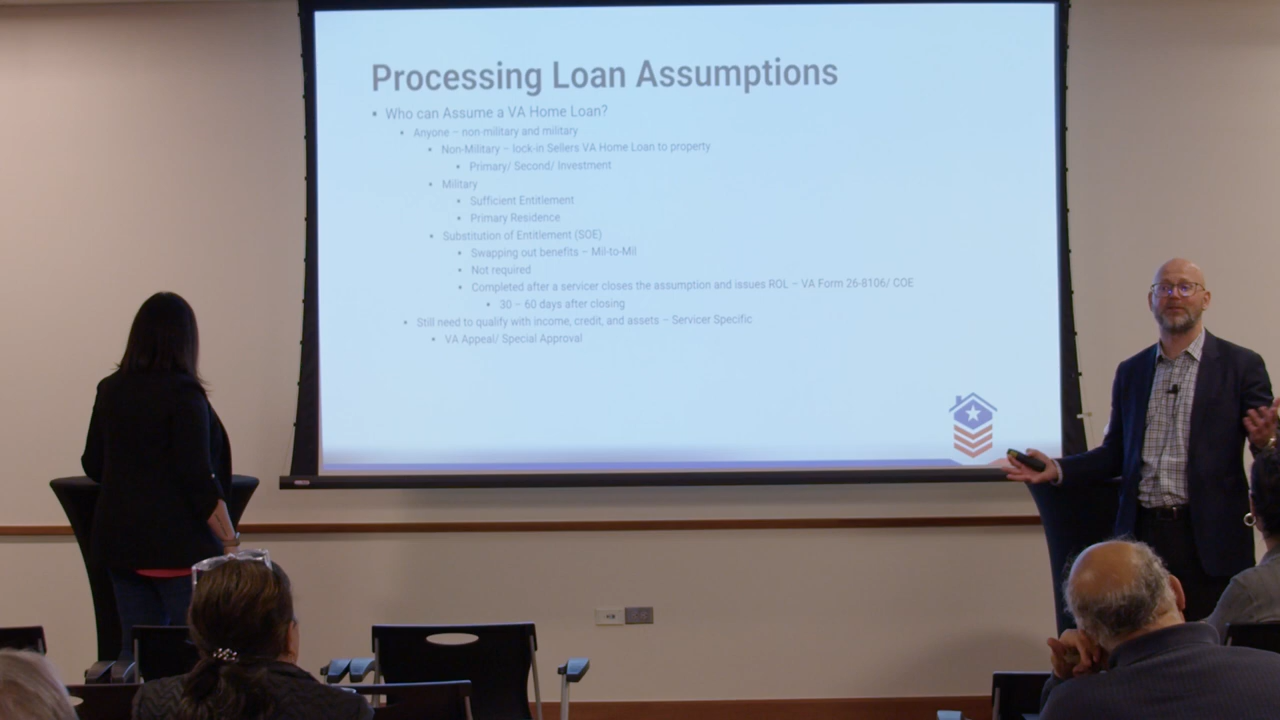 Processing Loan Assumptions
▪ Who can Assume a VA Home Loan?
▪ Anyone – non-military and military
▪ Non-Military – lock-in Sellers VA Home Loan to property
▪ Primary/ Second/ Investment
▪ Military
▪ Sufficient Entitlement
▪ Primary Residence
▪ Substitution of Entitlement (SOE)
▪ Swapping out benefits – Mil-to-Mil
▪ Not required
▪ Completed after a servicer closes the assumption and issues ROL – VA Form 26-8106/ COE
▪ 30 – 60 days after closing
▪ Still need to qualify with income, credit, and assets – Servicer Specific
▪ VA Appeal/ Special Approval